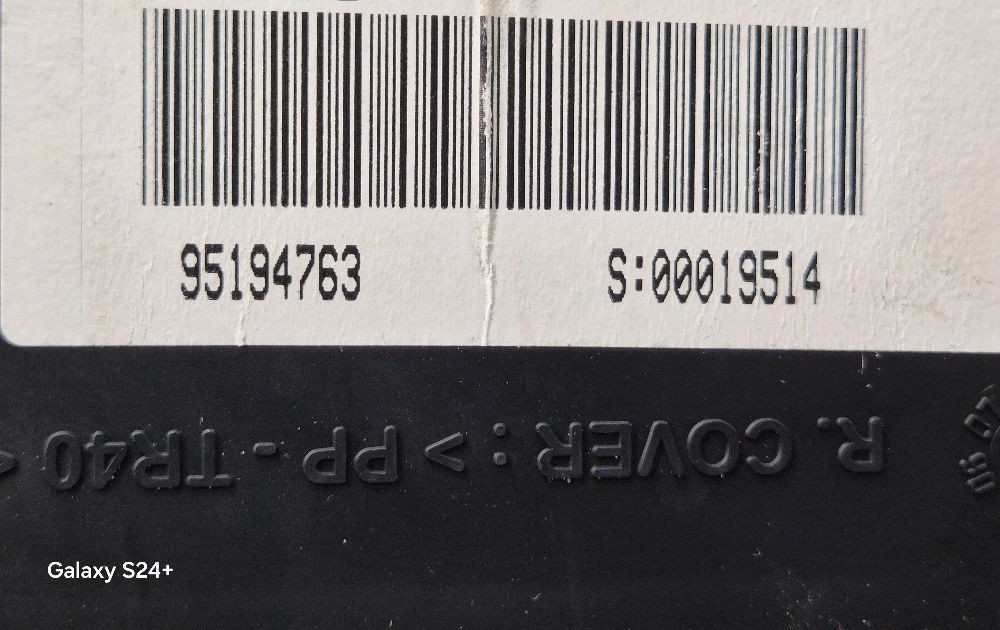 95194763 S:00019514
R. COVER : > PP - TR40 <
Galaxy S24+